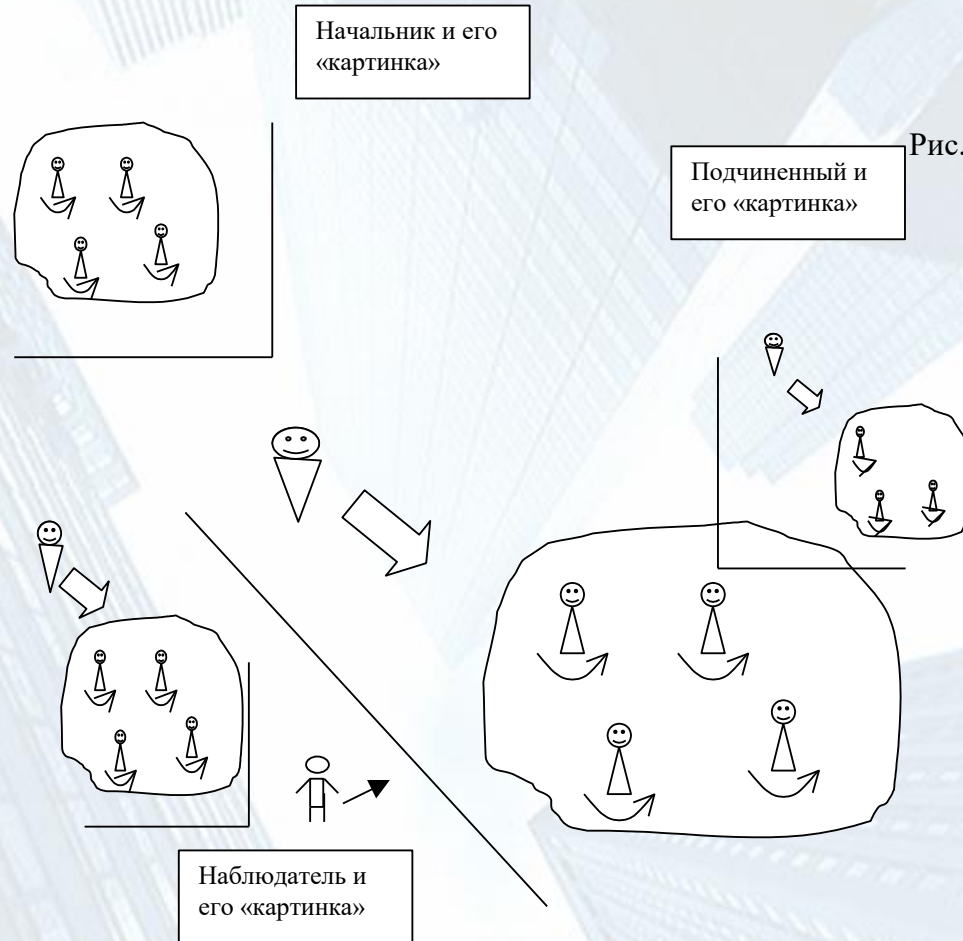 Начальник и его
«картинка»
Рис.
Подчиненный и
его «картинка»
Наблюдатель и
его «картинка»